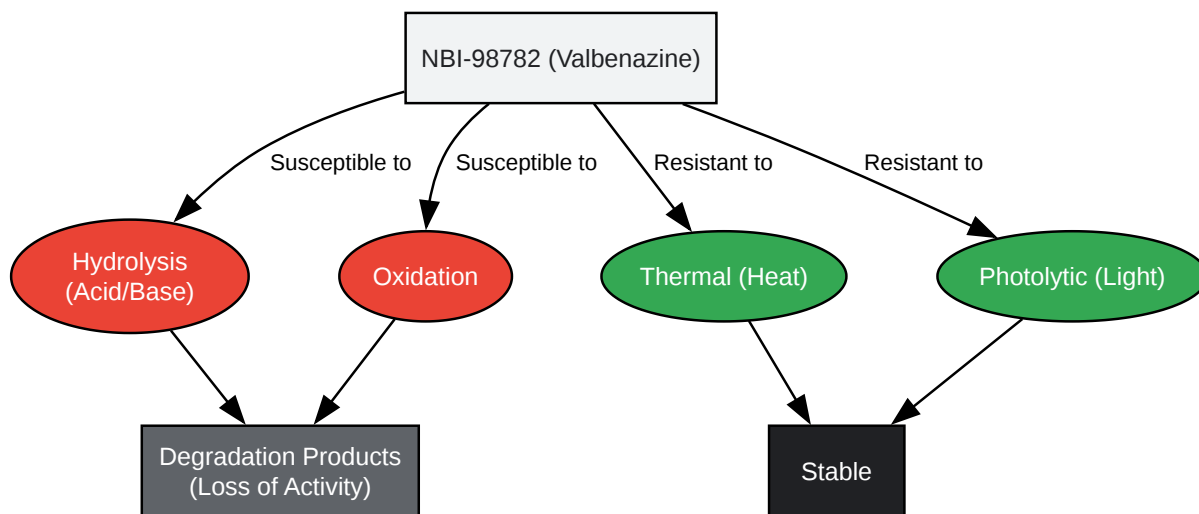 NBI-98782 (Valbenazine)
Susceptible to
Susceptible to
Resistant to
Resistant to
Hydrolysis
(Acid/Base)
Oxidation
Thermal (Heat)
Photolytic (Light)
Degradation Products
(Loss of Activity)
Stable